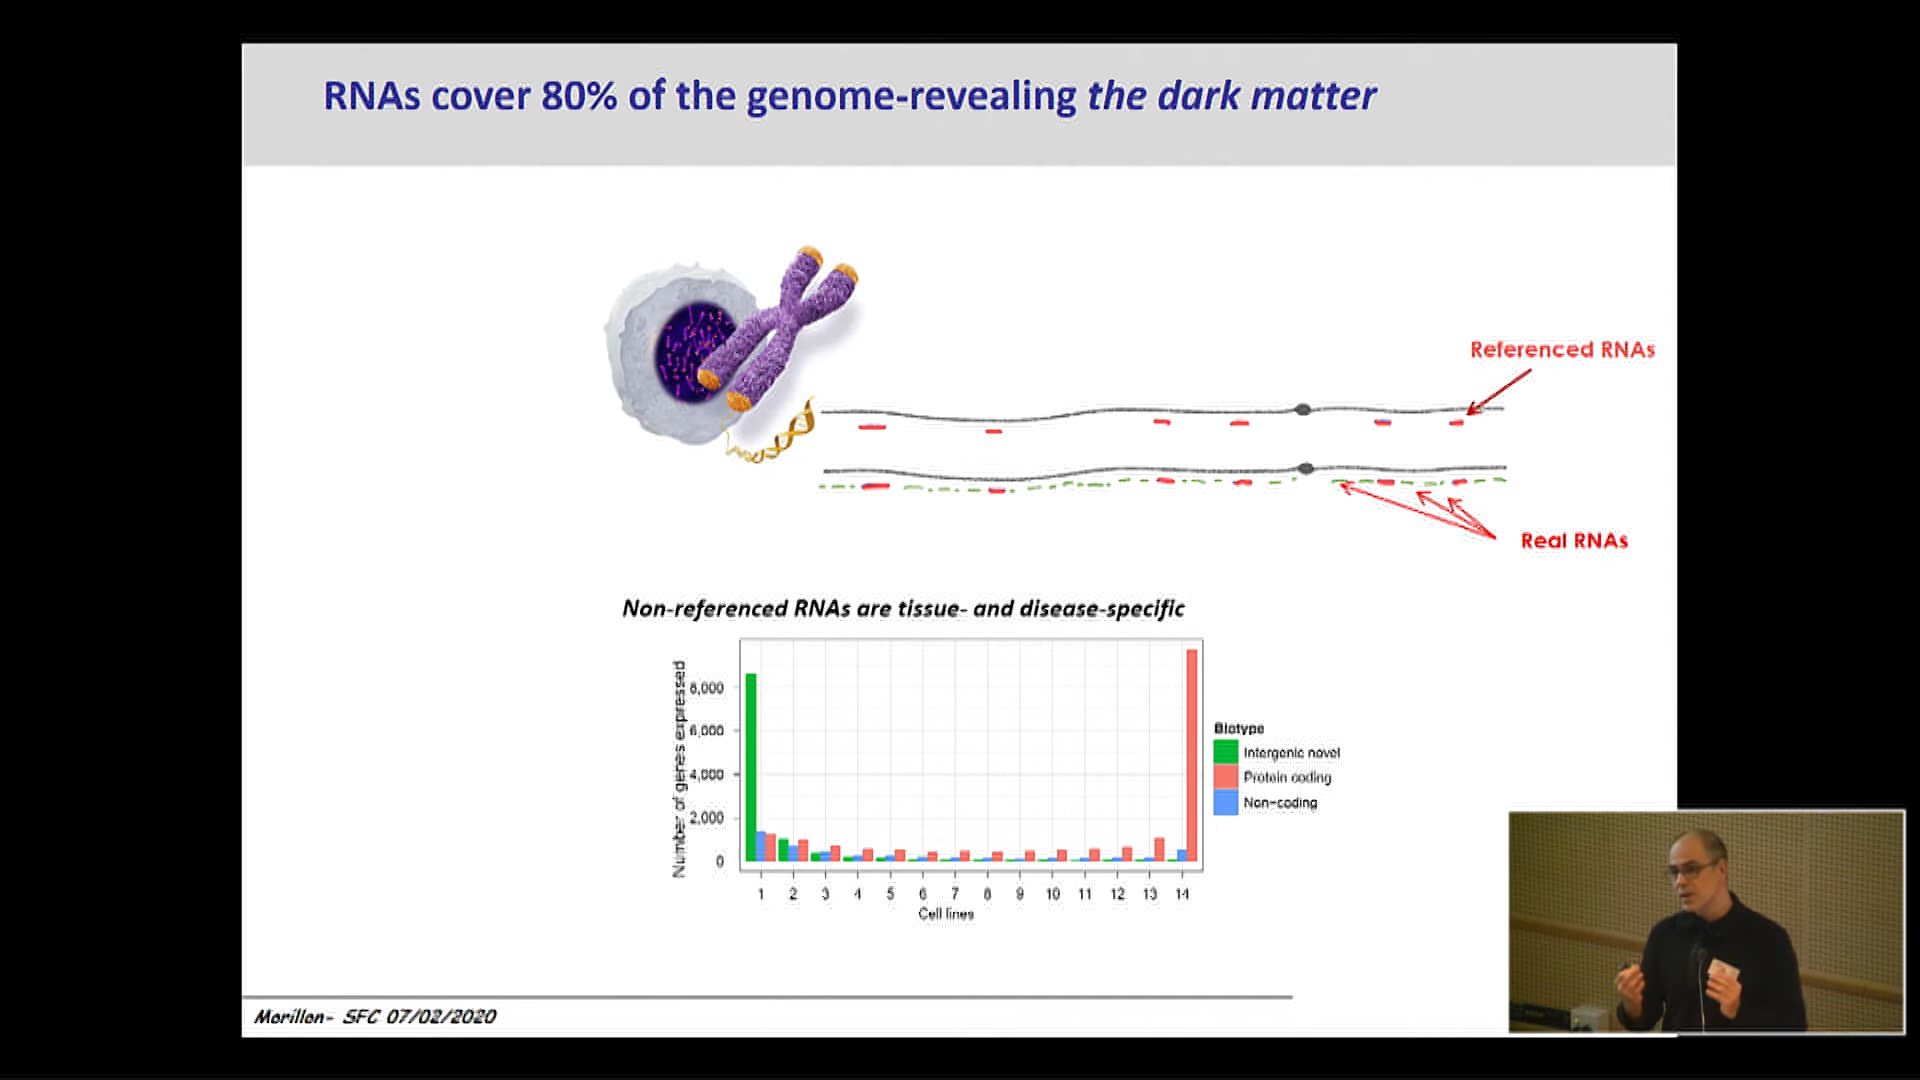 RNAs cover 80% of the genome-revealing the dark matter
Referenced RNAs
Real RNAs
Non-referenced RNAs are tissue- and disease-specific
Number of genes expressed
8,000
6,000
4,000
2,000
0
1 2 3 4 5 6 7 8 9 10 11 12 13 14
Cell lines
Biotype
Intergenic novel
Protein coding
Non-coding
Morillon- SFC 07/02/2020